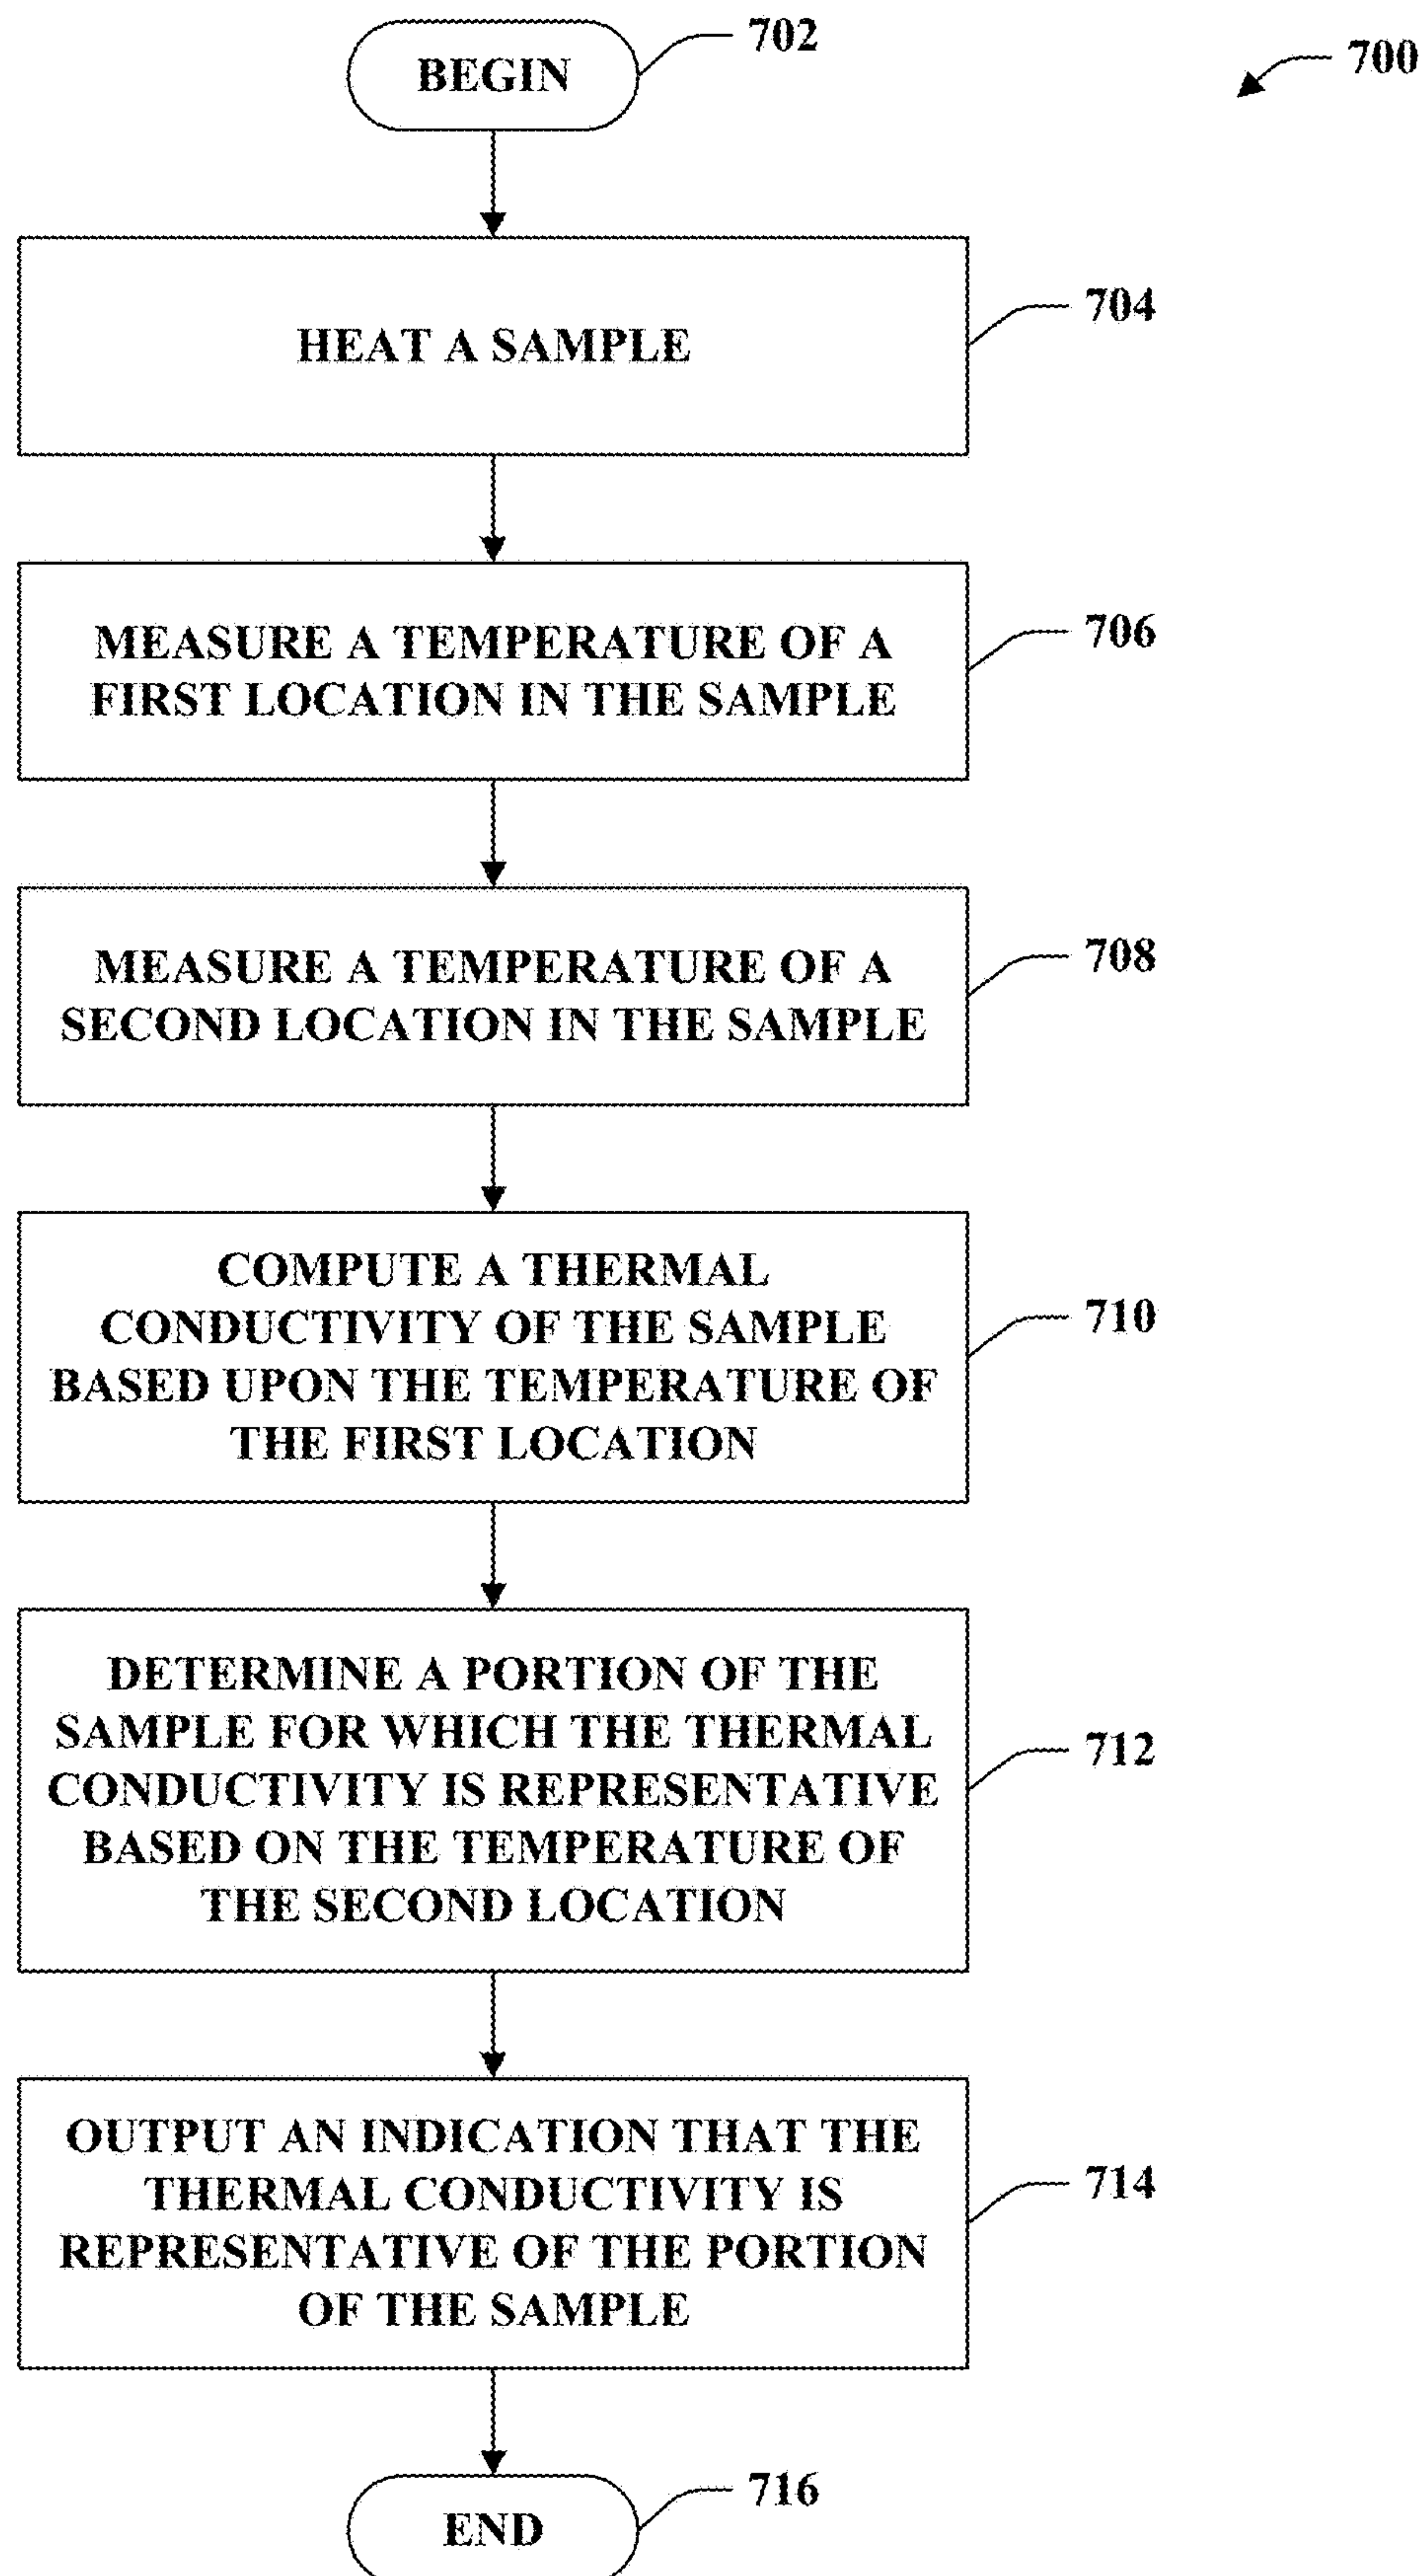 BEGIN
702
700
HEAT A SAMPLE
704
MEASURE A TEMPERATURE OF A
FIRST LOCATION IN THE SAMPLE
706
MEASURE A TEMPERATURE OF A
SECOND LOCATION IN THE SAMPLE
708
COMPUTE A THERMAL
CONDUCTIVITY OF THE SAMPLE
BASED UPON THE TEMPERATURE OF
THE FIRST LOCATION
710
DETERMINE A PORTION OF THE
SAMPLE FOR WHICH THE THERMAL
CONDUCTIVITY IS REPRESENTATIVE
BASED ON THE TEMPERATURE OF
THE SECOND LOCATION
712
OUTPUT AN INDICATION THAT THE
THERMAL CONDUCTIVITY IS
REPRESENTATIVE OF THE PORTION
OF THE SAMPLE
714
END
716